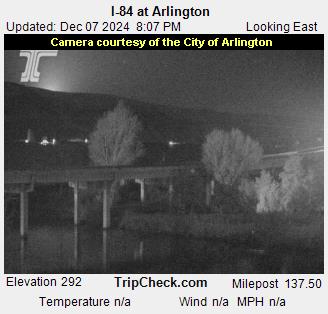 I-84 at Arlington
Updated: Dec 07 2024 8:07 PM Looking East
Camera courtesy of the City of Arlington
Elevation 292 TripCheck.com Milepost 137.50
Temperature n/a Wind n/a MPH n/a